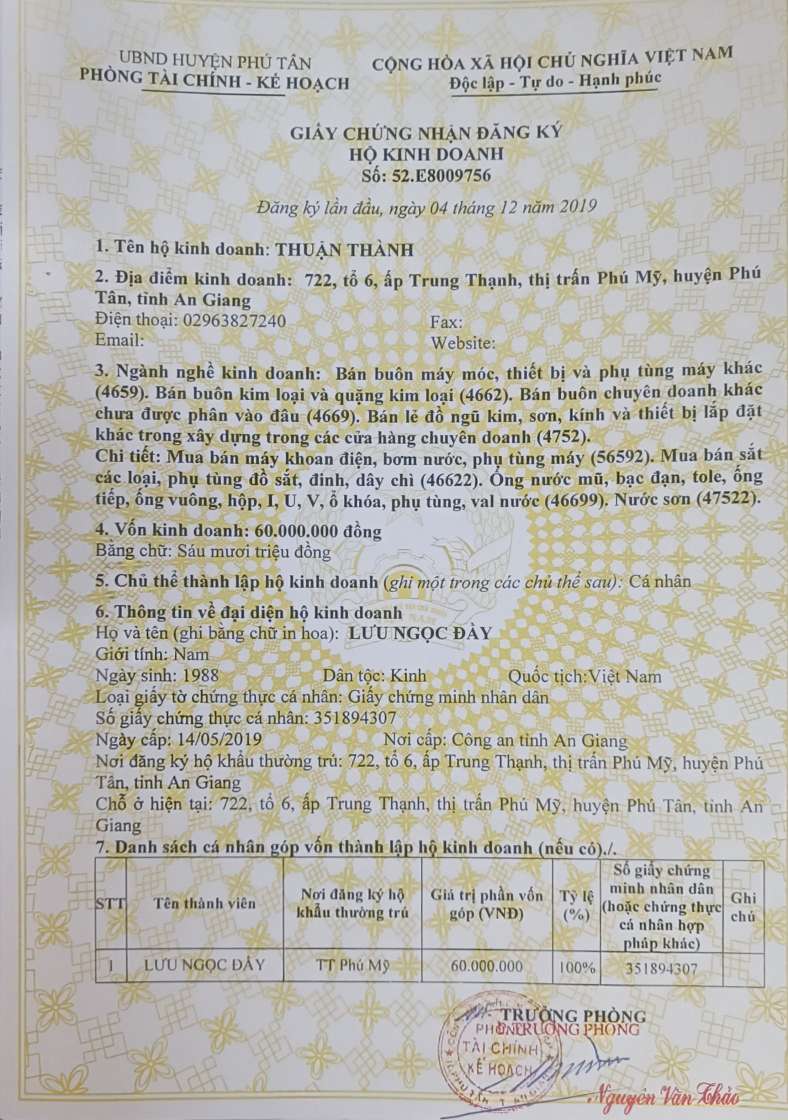 UBND HUYỆN PHÚ TÂN
PHÒNG TÀI CHÍNH - KẾ HOẠCH
CỘNG HÒA XÃ HỘI CHỦ NGHĨA VIỆT NAM
Độc lập - Tự do - Hạnh phúc
GIẤY CHỨNG NHẬN ĐĂNG KÝ
HỘ KINH DOANH
Số: 52.E8009756
Đăng ký lần đầu, ngày 04 tháng 12 năm 2019
1. Tên hộ kinh doanh: THUẬN THÀNH
2. Địa điểm kinh doanh: 722, tổ 6, ấp Trung Thạnh, thị trấn Phú Mỹ, huyện Phú
Tân, tỉnh An Giang
Điện thoại: 02963827240 Fax:
Email: Website:
3. Ngành nghề kinh doanh: Bán buôn máy móc, thiết bị và phụ tùng máy khác
(4659). Bán buôn kim loại và quặng kim loại (4662). Bán buôn chuyên doanh khác
chưa được phân vào đâu (4669). Bán lẻ đồ ngũ kim, sơn, kính và thiết bị lắp đặt
khác trong xây dựng trong các cửa hàng chuyên doanh (4752).
Chi tiết: Mua bán máy khoan điện, bơm nước, phụ tùng máy (56592). Mua bán sắt
các loại, phụ tùng đồ sắt, đinh, dây chì (46622). Ống nước mũ, bạc đạn, tole, ống
tiếp, ống vuông, hộp, I, U, V, ổ khóa, phụ tùng, val nước (46699). Nước sơn (47522).
4. Vốn kinh doanh: 60.000.000 đồng
Bằng chữ: Sáu mươi triệu đồng
5. Chủ thể thành lập hộ kinh doanh (ghi một trong các chủ thể sau): Cá nhân
6. Thông tin về đại diện hộ kinh doanh
Họ và tên (ghi bằng chữ in hoa): LƯU NGỌC ĐẦY
Giới tính: Nam
Ngày sinh: 1988 Dân tộc: Kinh Quốc tịch:Việt Nam
Loại giấy tờ chứng thực cá nhân: Giấy chứng minh nhân dân
Số giấy chứng thực cá nhân: 351894307
Ngày cấp: 14/05/2019 Nơi cấp: Công an tỉnh An Giang
Nơi đăng ký hộ khẩu thường trú: 722, tổ 6, ấp Trung Thạnh, thị trấn Phú Mỹ, huyện Phú
Tân, tỉnh An Giang
Chỗ ở hiện tại: 722, tổ 6, ấp Trung Thạnh, thị trấn Phú Mỹ, huyện Phú Tân, tỉnh An
Giang
7. Danh sách cá nhân góp vốn thành lập hộ kinh doanh (nếu có)./.
STT Tên thành viên Nơi đăng ký hộ khẩu thường trú Giá trị phần vốn góp (VNĐ) Tỷ lệ (%) Số giấy chứng minh nhân dân (hoặc chứng thực cá nhân hợp pháp khác) Ghi chú
1 LƯU NGỌC ĐẦY TT Phú Mỹ 60.000.000 100% 351894307
TRƯỞNG PHÒNG
TRƯỞNG PHÒNG
PHÒNG
TÀI CHÍNH
KẾ HOẠCH
Nguyễn Văn Thảo